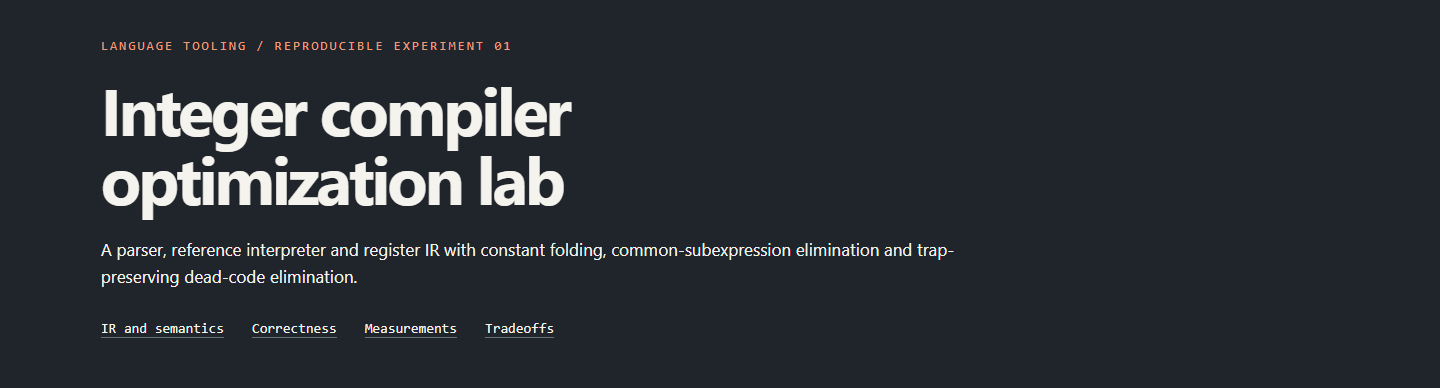 LANGUAGE TOOLING / REPRODUCIBLE EXPERIMENT 01
Integer compiler
optimization lab
A parser, reference interpreter and register IR with constant folding, common-subexpression elimination and trap-
preserving dead-code elimination.
IR and semantics Correctness Measurements Tradeoffs